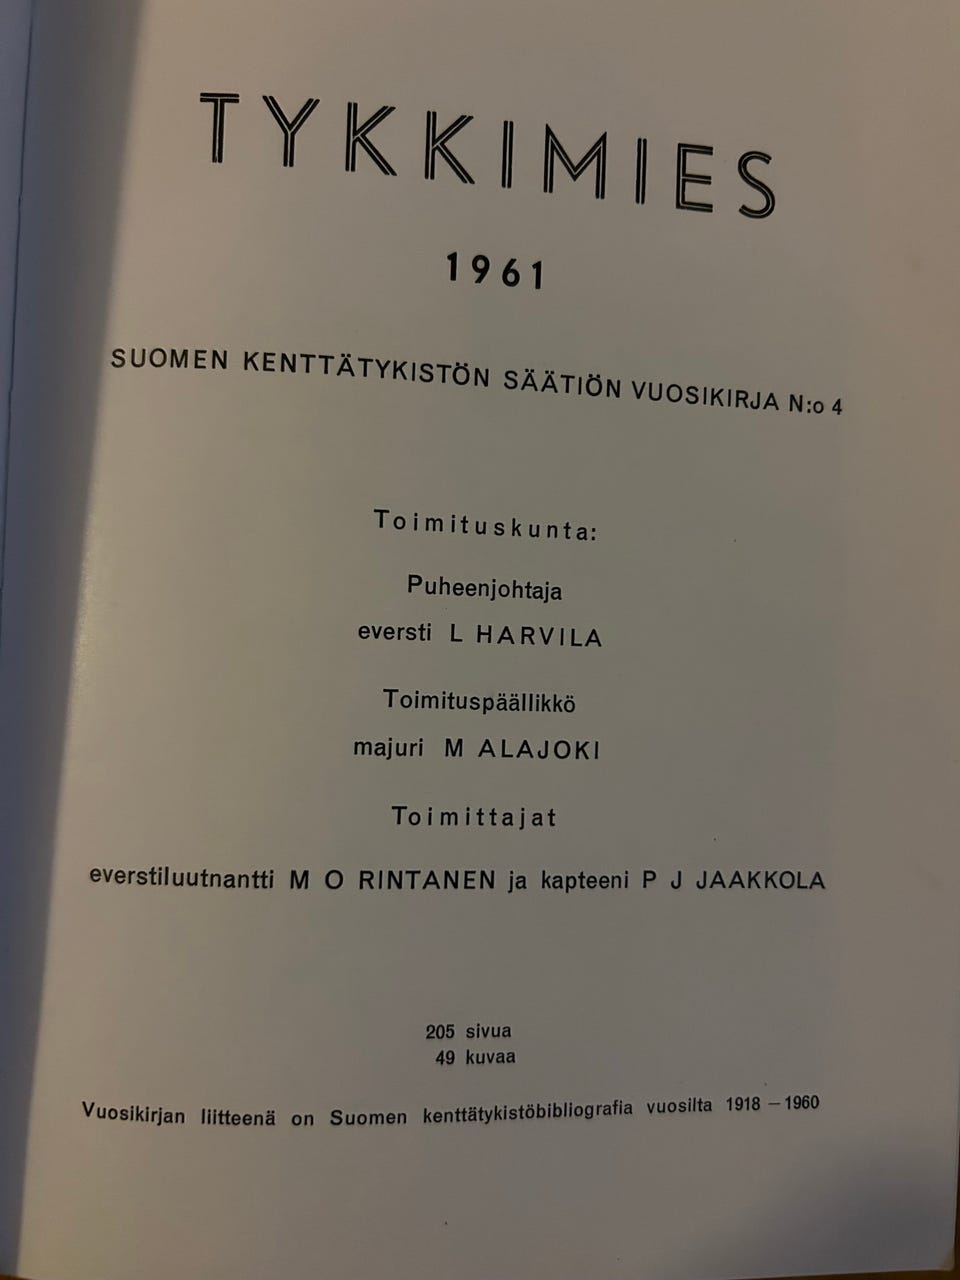 TYKKIMIES
1961
SUOMEN KENTTÄTYKISTÖN SÄÄTIÖN VUOSIKIRJA N:o 4
Toimituskunta:
Puheenjohtaja
eversti L HARVILA
Toimituspäällikkö
majuri M ALAJOKI
Toimittajat
everstiluutnantti M O RINTANEN ja kapteeni P J JAAKKOLA
205 sivua
49 kuvaa
Vuosikirjan liitteenä on Suomen kenttätykistöbibliografia vuosilta 1918 – 1960